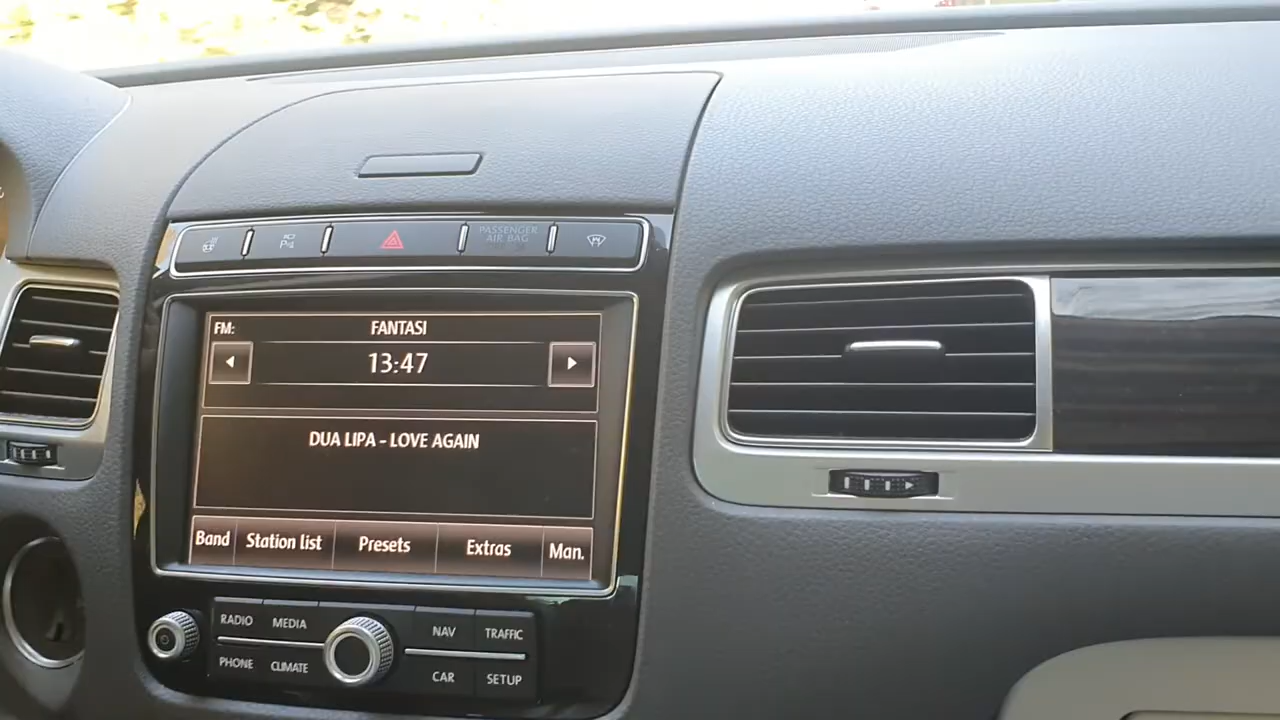 P
PASSENGER
AIR BAG
FM:
FANTASI
13:47
DUA LIPA - LOVE AGAIN
Band
Station list
Presets
Extras
Man.
RADIO
MEDIA
NAV
TRAFFIC
PHONE
CLIMATE
CAR
SETUP